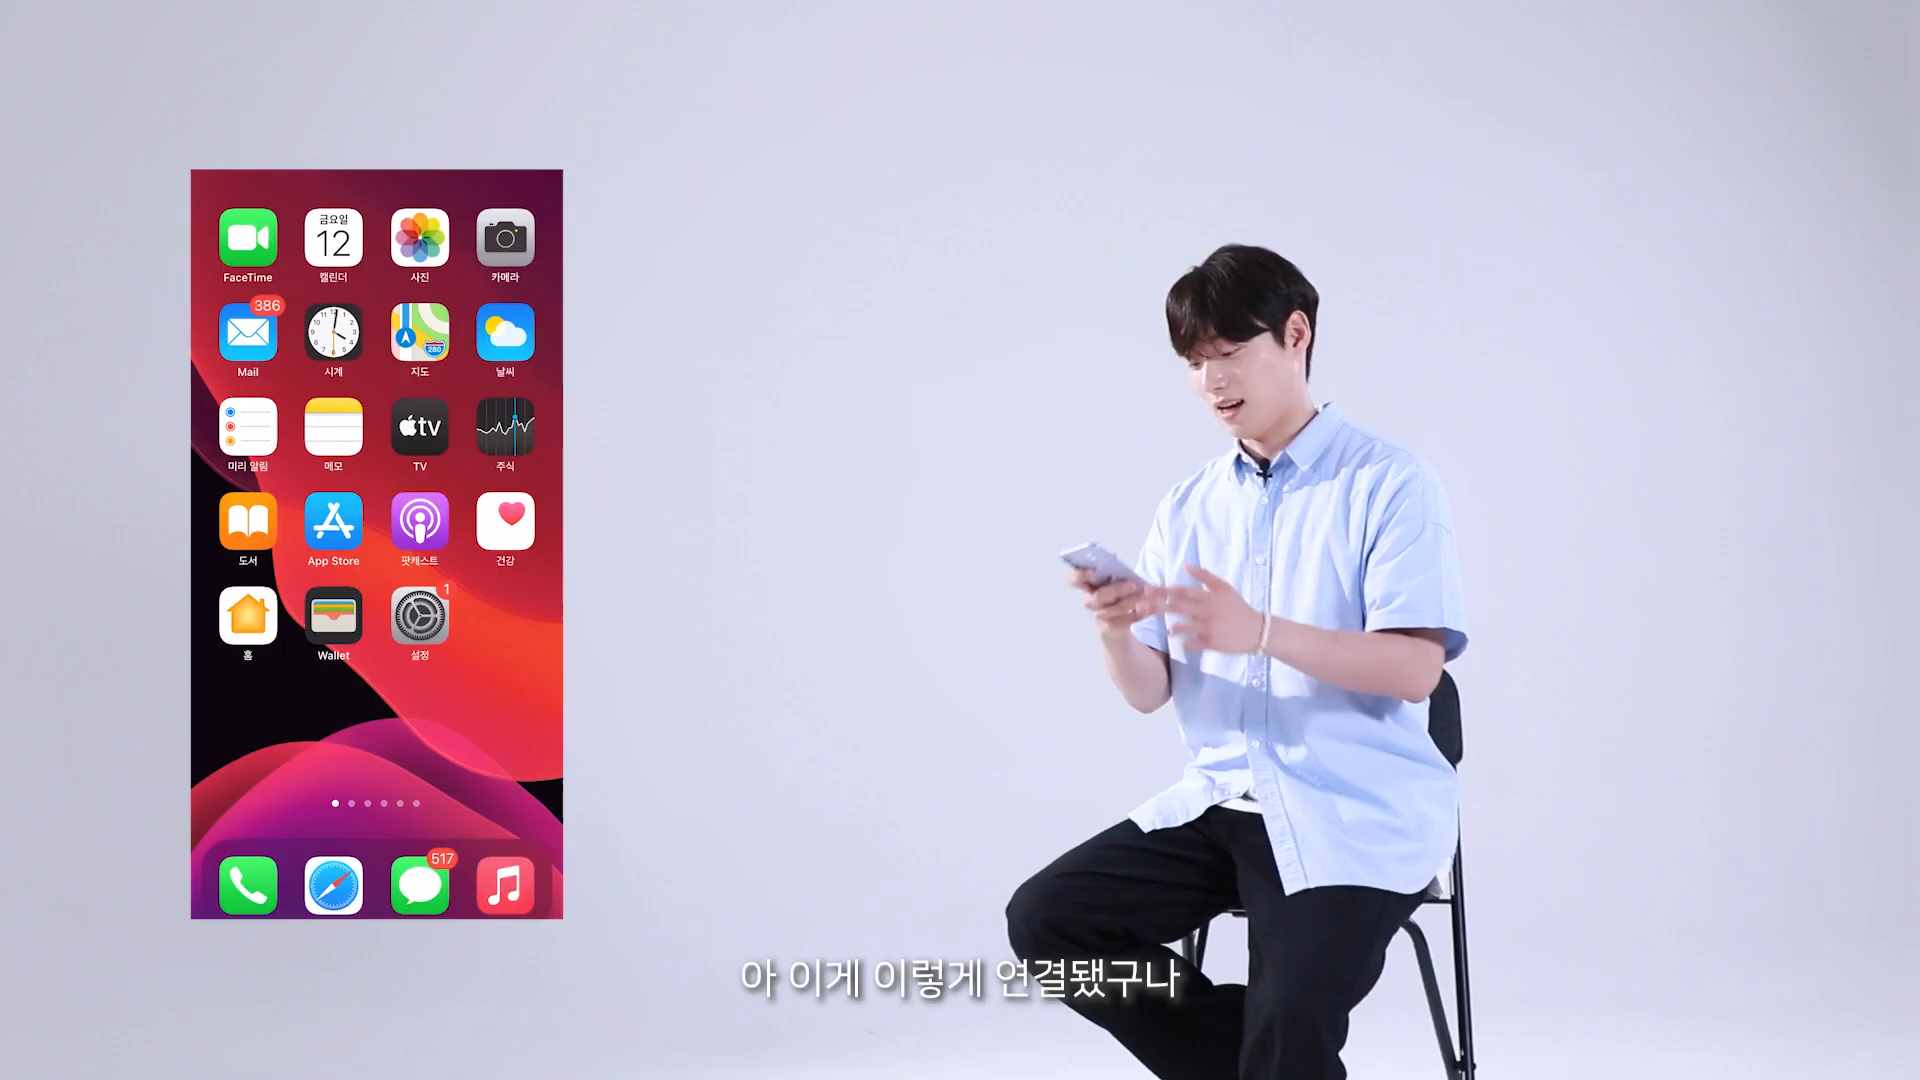 금요일
12
FaceTime
캘린더
사진
카메라
386
280
Mail
시계
지도
날씨
tv
미리 알림
메모
TV
주식
도서
App Store
팟캐스트
건강
1
홈
Wallet
설정
517
아 이게 이렇게 연결됐구나